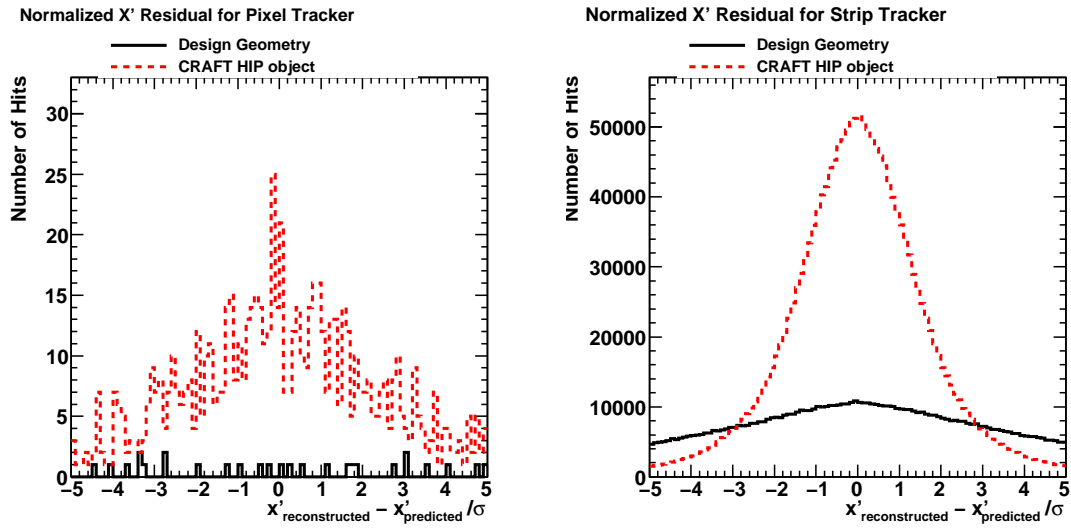 Normalized X' Residual for Pixel Tracker
Design Geometry
CRAFT HIP object
Number of Hits
30
25
20
15
10
5
0
−5 −4 −3 −2 −1 0 1 2 3 4 5
x'reconstructed − x'predicted /σ
Normalized X' Residual for Strip Tracker
Design Geometry
CRAFT HIP object
Number of Hits
50000
40000
30000
20000
10000
0
−5 −4 −3 −2 −1 0 1 2 3 4 5
x'reconstructed − x'predicted /σ